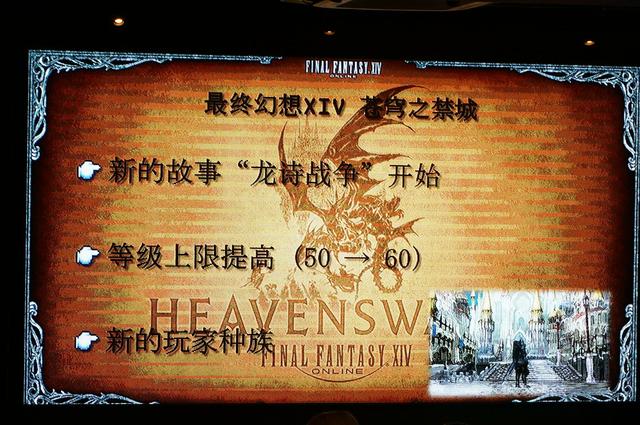 FINAL FANTASY XIV
ONLINE
最终幻想XIV 苍穹之禁城
新的故事“龙诗战争”开始
等级上限提高 (50 → 60)
HEAVENSW
新的玩家种族
FINAL FANTASY XIV
ONLINE